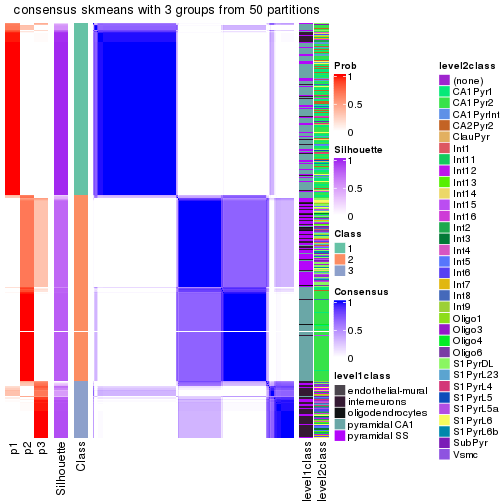 consensus skmeans with 3 groups from 50 partitions
p1
p2
p3
Silhouette
Class
level1class
level2class
Prob
1
0.5
0
Silhouette
1
0.5
0
Class
1
2
3
Consensus
1
0.5
0
level1class
endothelial-mural
interneurons
oligodendrocytes
pyramidal CA1
pyramidal SS
level2class
(none)
CA1Pyr1
CA1Pyr2
CA1PyrInt
CA2Pyr2
ClauPyr
Int1
Int11
Int12
Int13
Int14
Int15
Int16
Int2
Int3
Int4
Int5
Int6
Int7
Int8
Int9
Oligo1
Oligo3
Oligo4
Oligo6
S1PyrDL
S1PyrL23
S1PyrL4
S1PyrL5
S1PyrL5a
S1PyrL6
S1PyrL6b
SubPyr
Vsmc